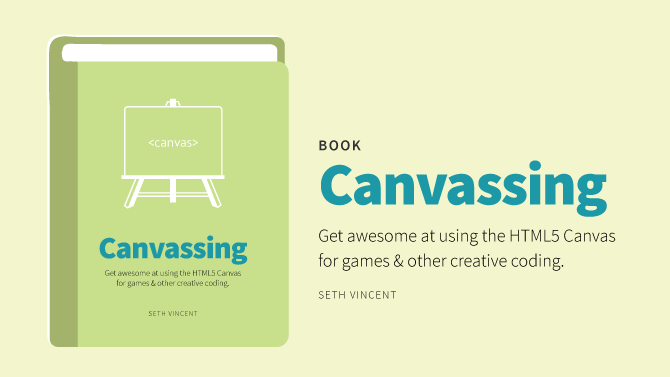 <canvas>
Canvassing
Get awesome at using the HTML5 Canvas
for games & other creative coding.
SETH VINCENT
BOOK
Canvassing
Get awesome at using the HTML5 Canvas
for games & other creative coding.
SETH VINCENT